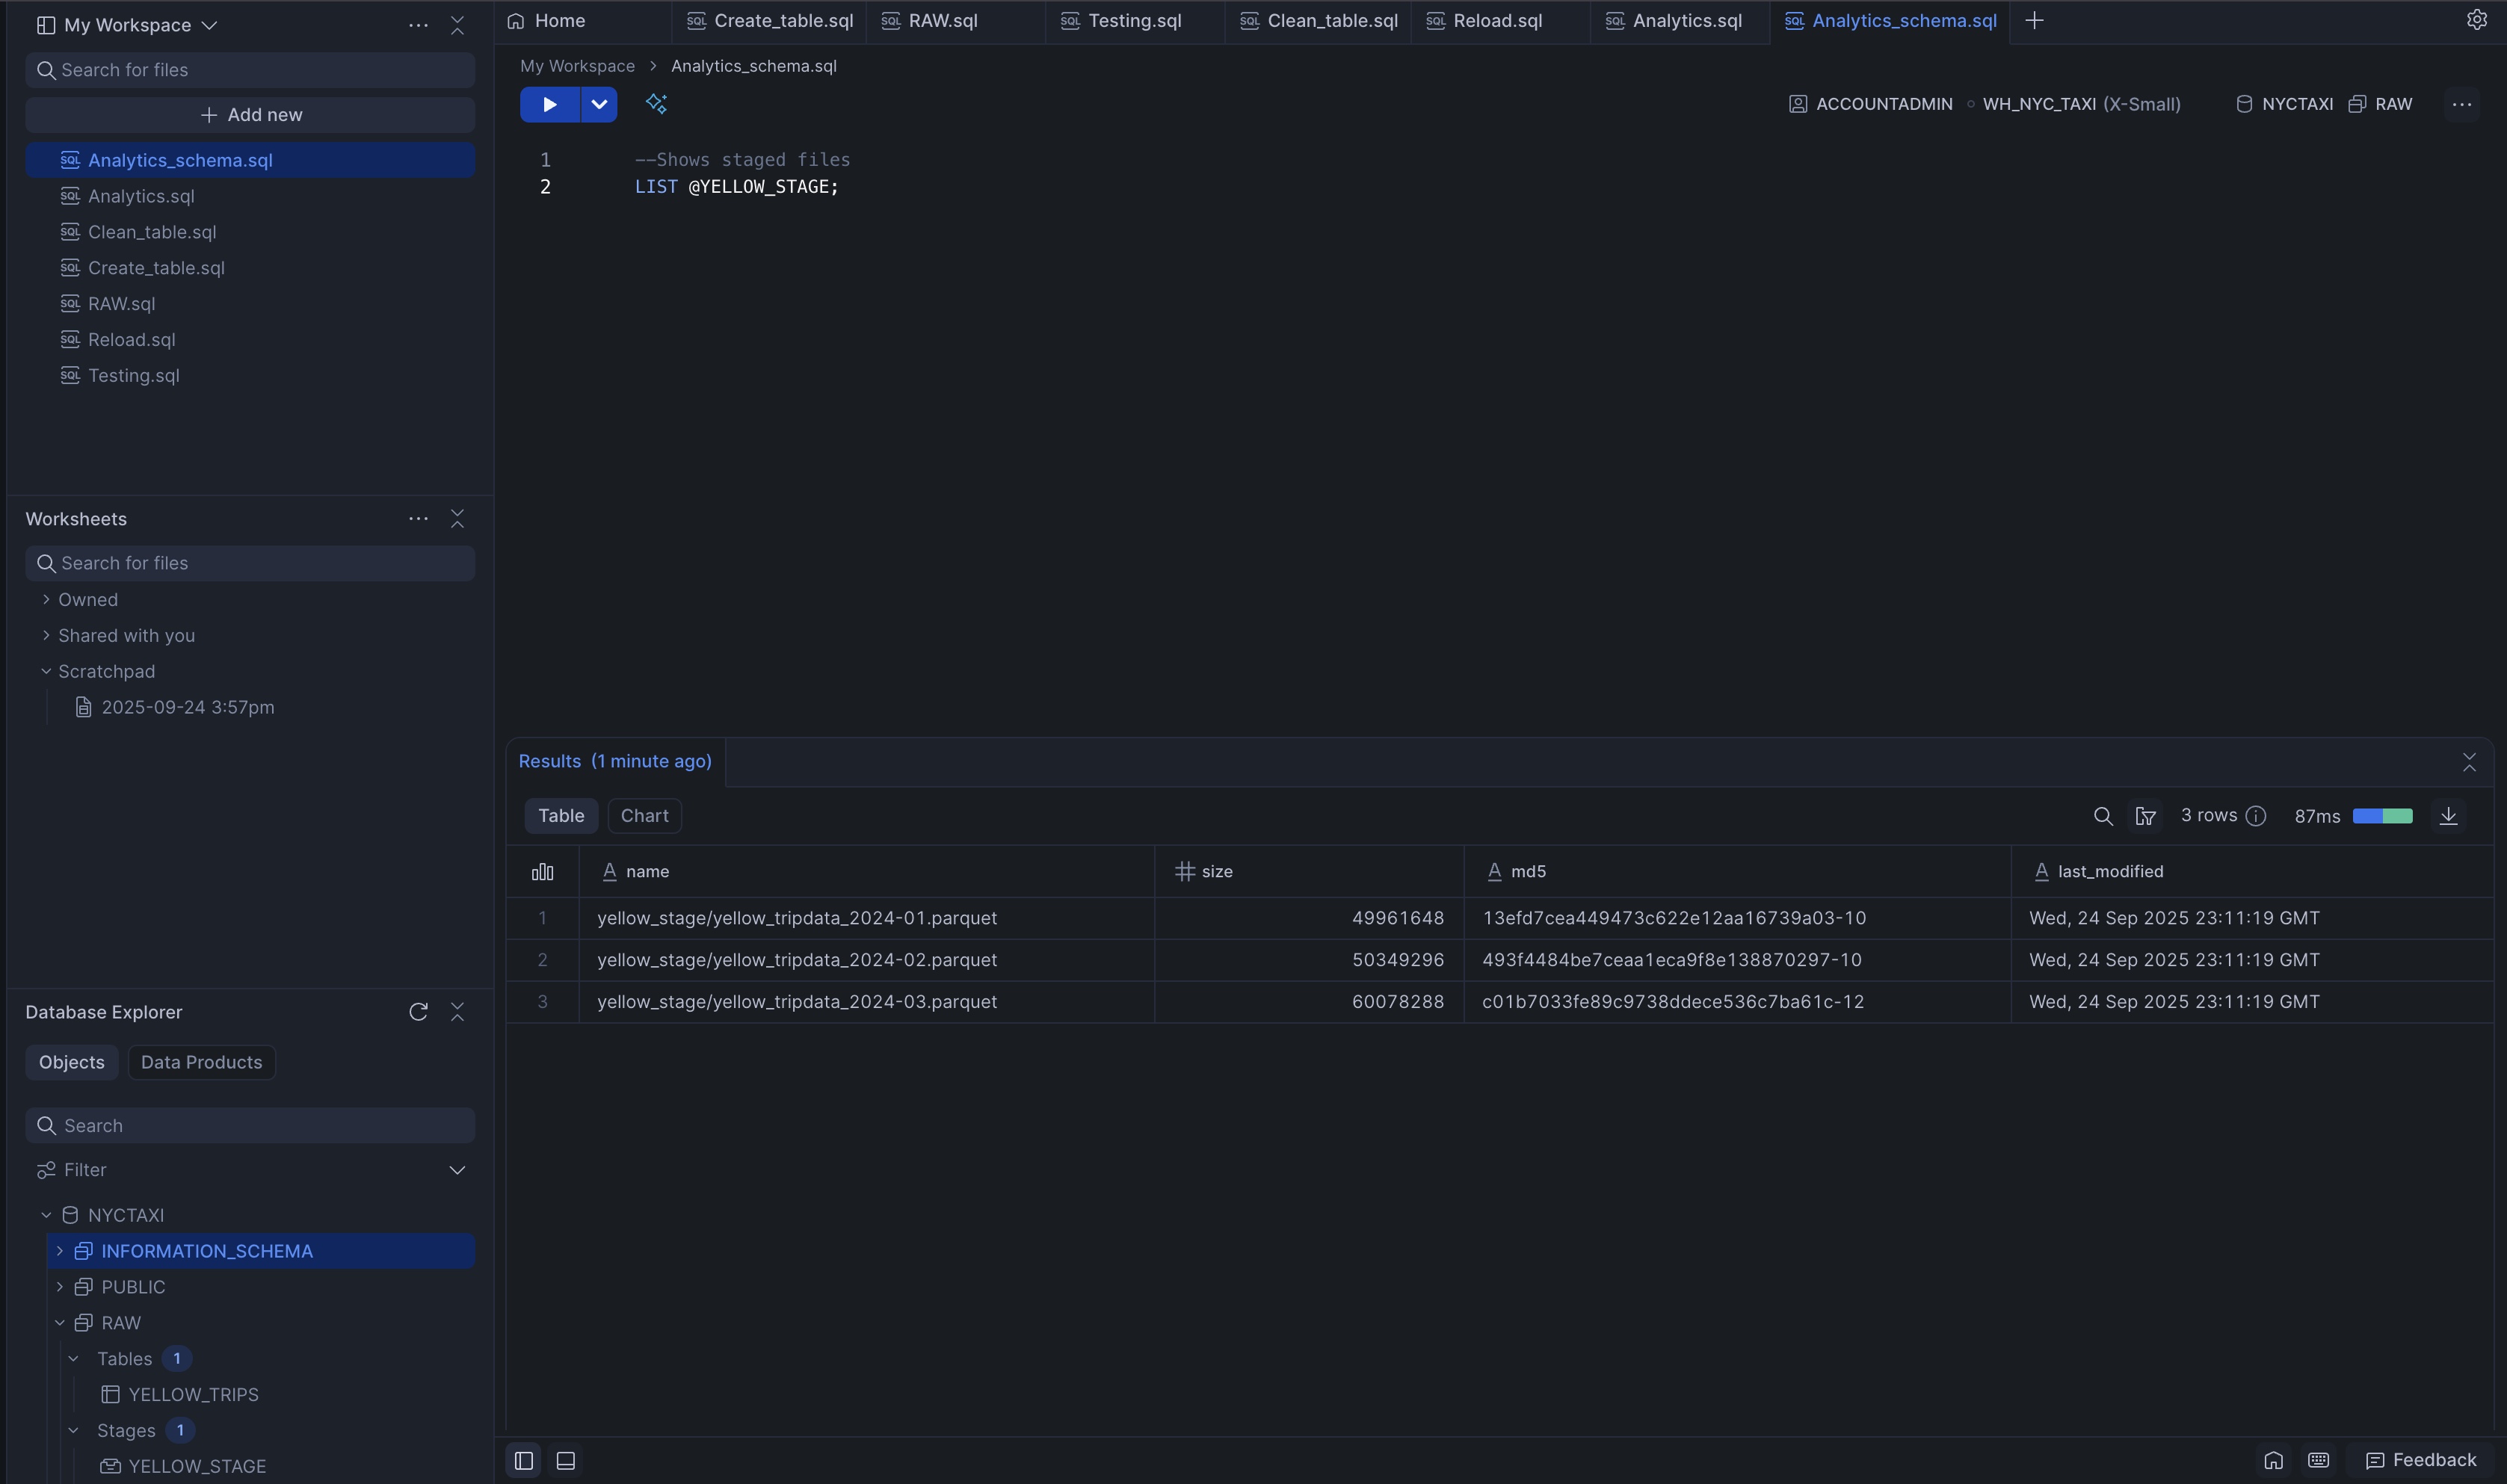 My Workspace
Search for files
Add new
Analytics_schema.sql
Analytics.sql
Clean_table.sql
Create_table.sql
RAW.sql
Reload.sql
Testing.sql
Worksheets
Search for files
Owned
Shared with you
Scratchpad
2025-09-24 3:57pm
Database Explorer
Objects Data Products
Search
Filter
NYCTAXI
INFORMATION_SCHEMA
PUBLIC
RAW
Tables 1
YELLOW_TRIPS
Stages 1
YELLOW_STAGE
Home Create_table.sql RAW.sql Testing.sql Clean_table.sql Reload.sql Analytics.sql Analytics_schema.sql
My Workspace > Analytics_schema.sql
ACCOUNTADMIN WH_NYC_TAXI (X-Small) NYCTAXI RAW
1 --Shows staged files
2 LIST @YELLOW_STAGE;
Results (1 minute ago)
Table Chart 3 rows 87ms
name size md5 last_modified
1 yellow_stage/yellow_tripdata_2024-01.parquet 49961648 13efd7cea449473c622e12aa16739a03-10 Wed, 24 Sep 2025 23:11:19 GMT
2 yellow_stage/yellow_tripdata_2024-02.parquet 50349296 493f4484be7ceaa1eca9f8e138870297-10 Wed, 24 Sep 2025 23:11:19 GMT
3 yellow_stage/yellow_tripdata_2024-03.parquet 60078288 c01b7033fe89c9738ddece536c7ba61c-12 Wed, 24 Sep 2025 23:11:19 GMT
Feedback